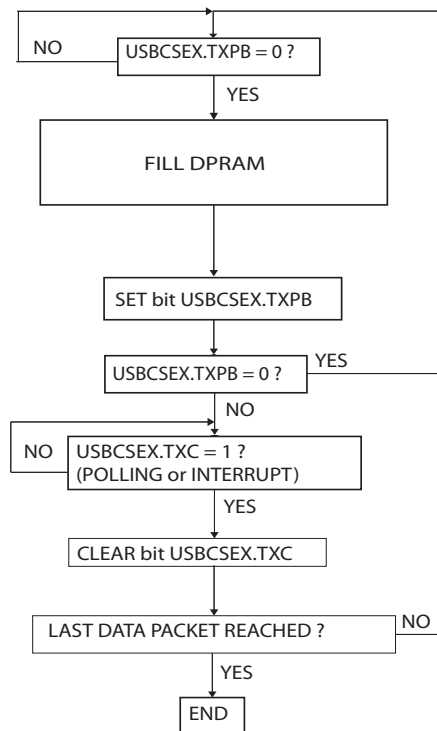 NO
USBCSEX.TXPB = 0 ?
YES
FILL DPRAM
SET bit USBCSEX.TXPB
USBCSEX.TXPB = 0 ?
YES
NO
NO
USBCSEX.TXC = 1 ?
(POLLING or INTERRUPT)
YES
CLEAR bit USBCSEX.TXC
LAST DATA PACKET REACHED ?
NO
YES
END